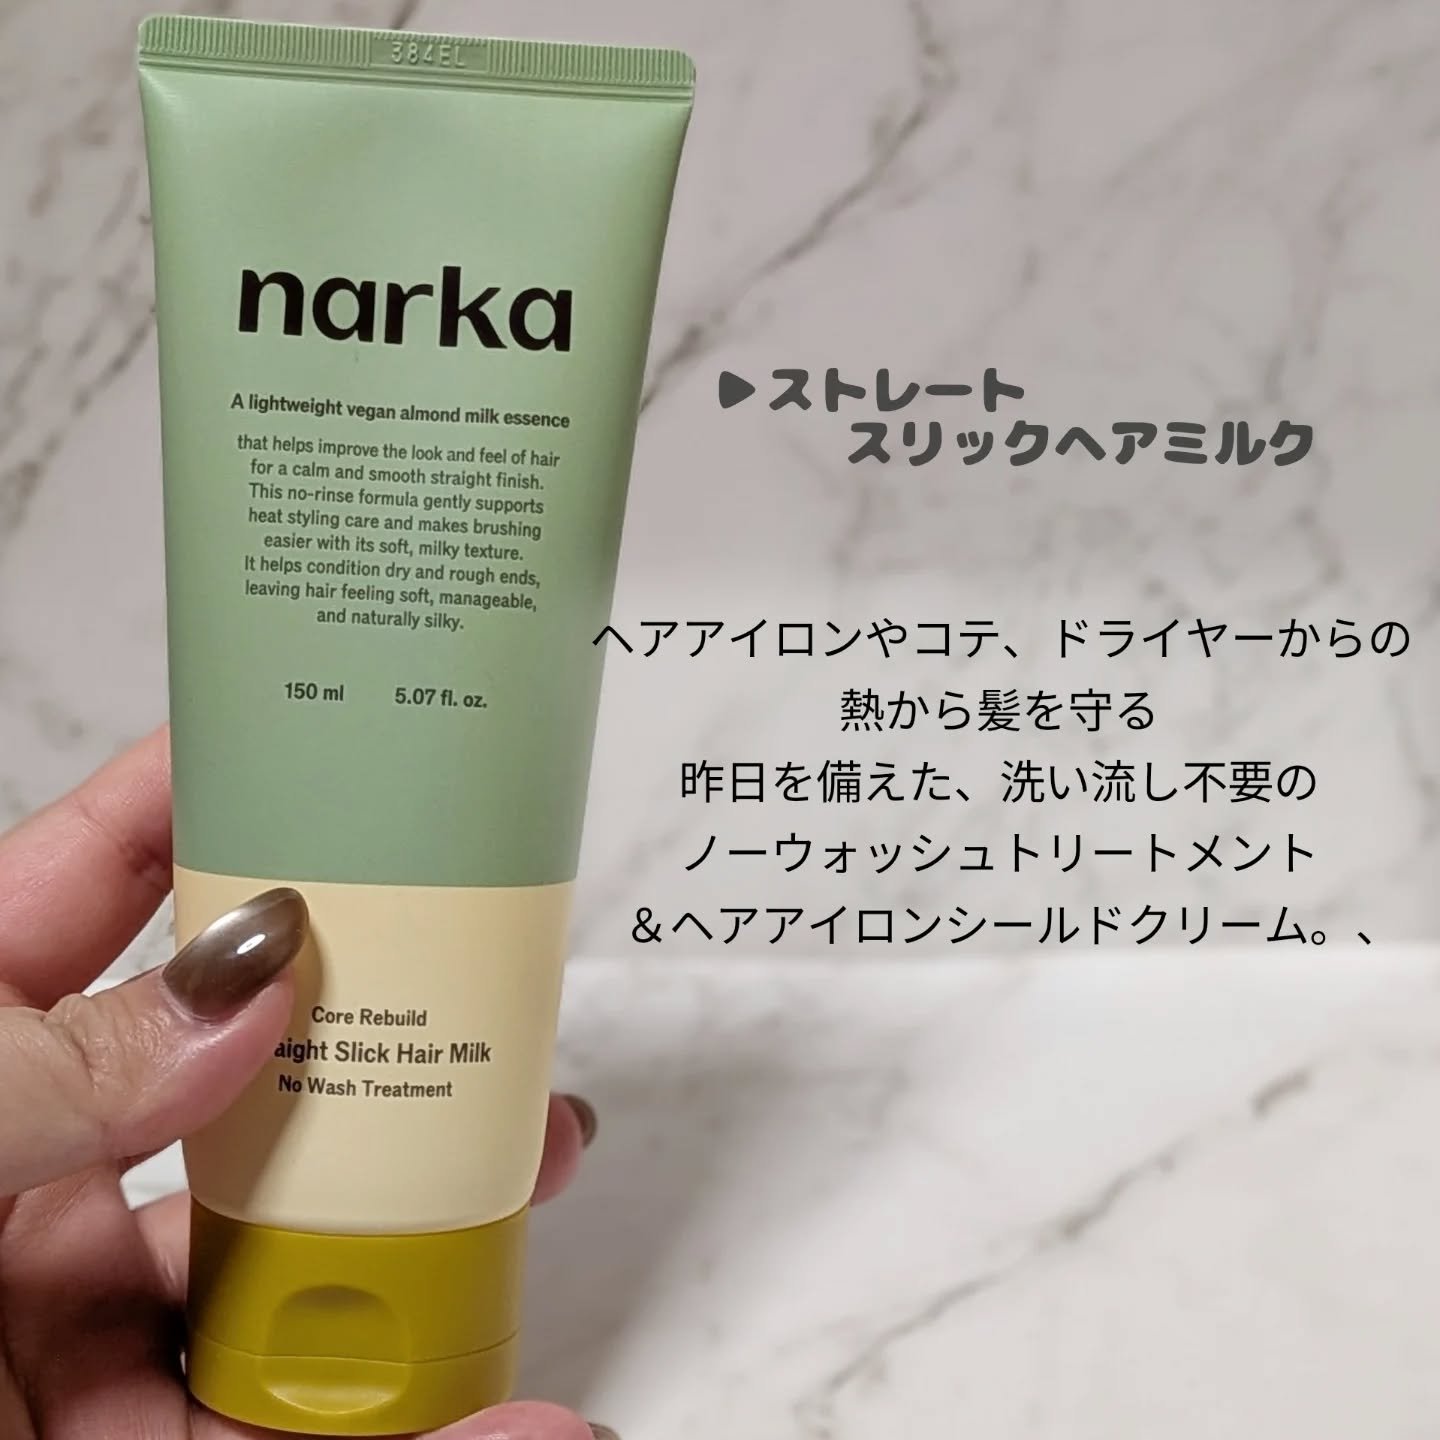 384EL
narka
A lightweight vegan almond milk essence
that helps improve the look and feel of hair
for a calm and smooth straight finish.
This no-rinse formula gently supports
heat styling care and makes brushing
easier with its soft, milky texture.
It helps condition dry and rough ends,
leaving hair feeling soft, manageable,
and naturally silky.
150 ml 5.07 fl. oz.
Core Rebuild
aight Slick Hair Milk
No Wash Treatment
▶ストレート
スリックヘアミルク
ヘアアイロンやコテ、ドライヤーからの
熱から髪を守る
昨日を備えた、洗い流し不要の
ノーウォッシュトリートメント
＆ヘアアイロンシールドクリーム。、